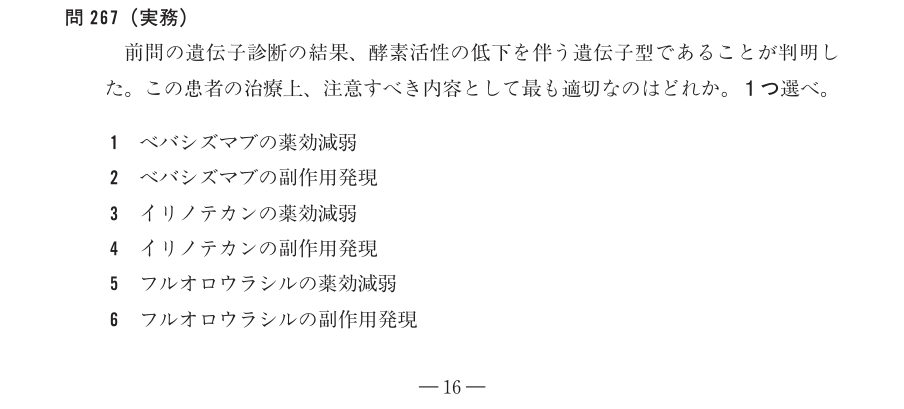 問 267（実務）
前問の遺伝子診断の結果、酵素活性の低下を伴う遺伝子型であることが判明し
た。この患者の治療上、注意すべき内容として最も適切なのはどれか。1つ選べ。
1 ベバシズマブの薬効減弱
2 ベバシズマブの副作用発現
3 イリノテカンの薬効減弱
4 イリノテカンの副作用発現
5 フルオロウラシルの薬効減弱
6 フルオロウラシルの副作用発現
— 16 —